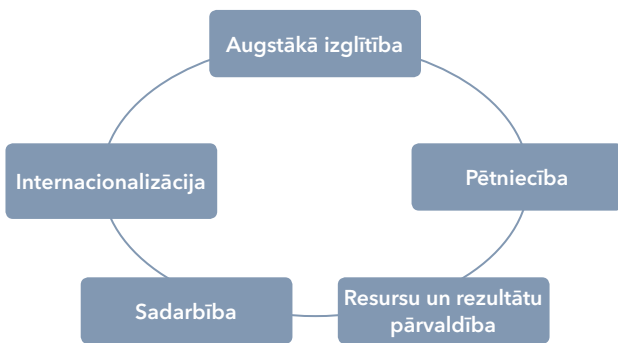 Augstākā izglītība
Internacionalizācija
Pētniecība
Sadarbība
Resursu un rezultātu
pārvaldība